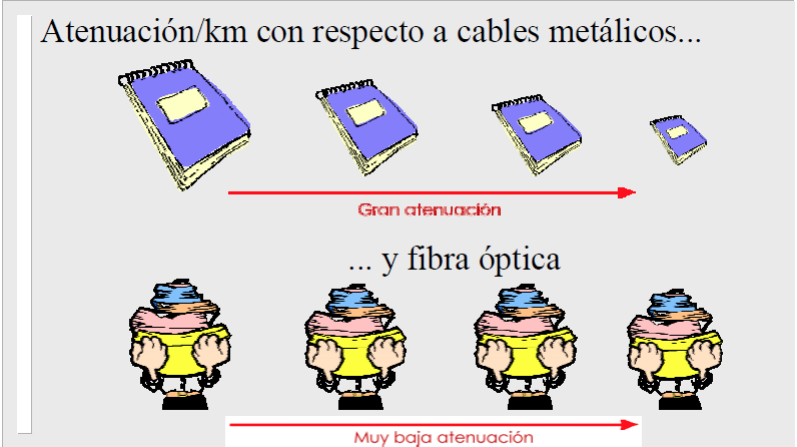 Atenuación/km con respecto a cables metálicos...
Gran atenuación
... y fibra óptica
Muy baja atenuación